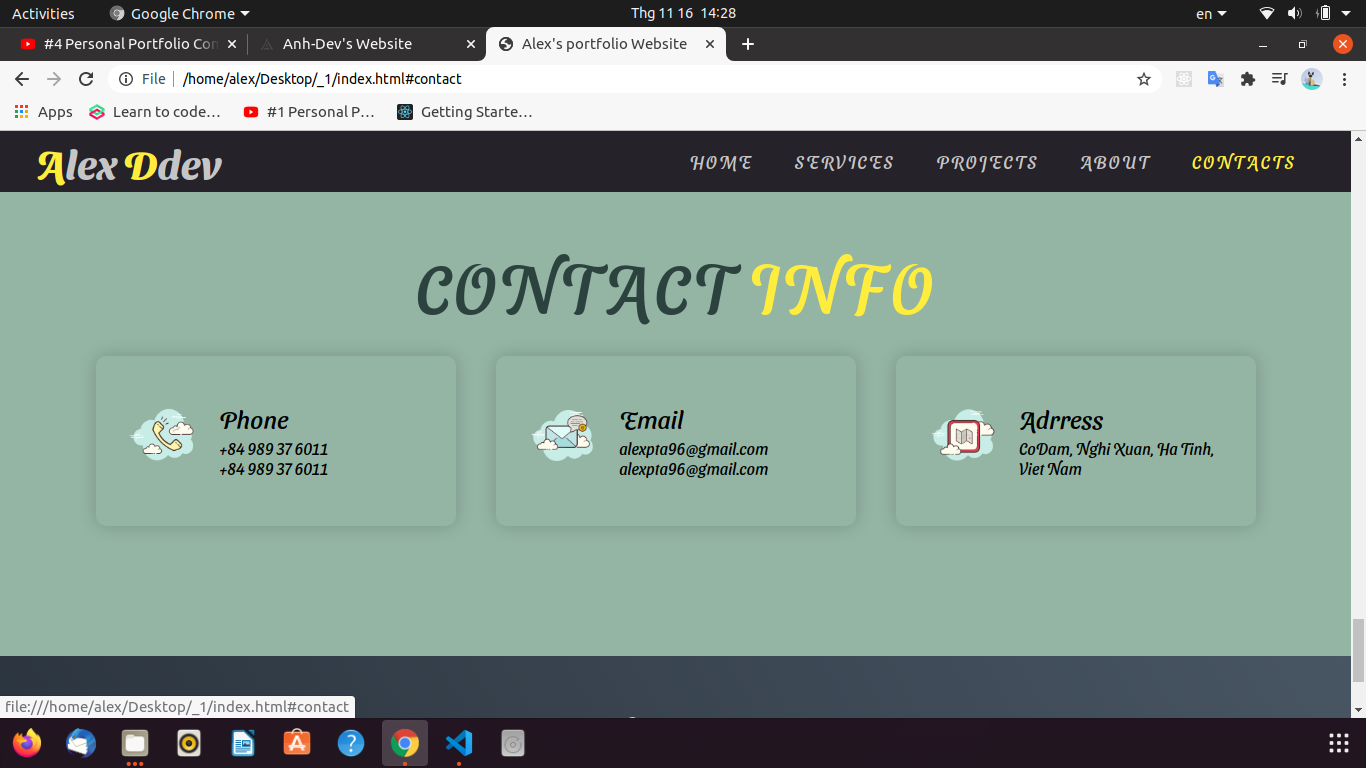 Activities
Google Chrome
Thg 11 16 14:28
en
#4 Personal Portfolio Con
Anh-Dev's Website
Alex's portfolio Website
File
/home/alex/Desktop/_1/index.html#contact
Apps
Learn to code…
#1 Personal P…
Getting Starte…
Alex Ddev
HOME
SERVICES
PROJECTS
ABOUT
CONTACTS
CONTACT INFO
Phone
+84 989 37 6011
+84 989 37 6011
Email
alexpta96@gmail.com
alexpta96@gmail.com
Adrress
CoDam, Nghi Xuan, Ha Tinh,
Viet Nam
file:///home/alex/Desktop/_1/index.html#contact